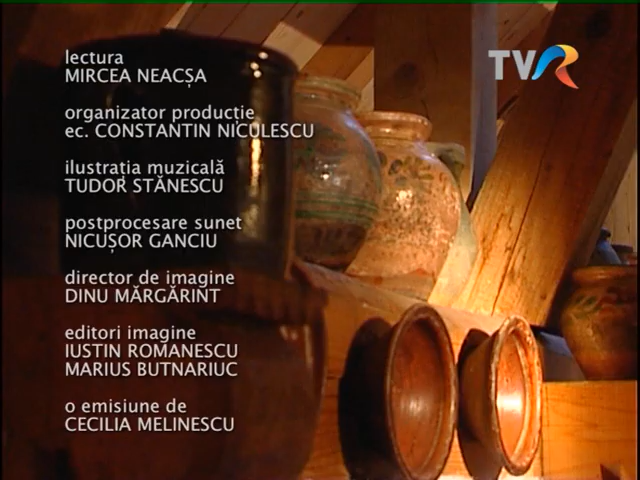 lectura
MIRCEA NEACȘA
TVR
organizator producție
ec. CONSTANTIN NICULESCU
ilustrația muzicală
TUDOR STĂNESCU
postprocesare sunet
NICUȘOR GANCIU
director de imagine
DINU MĂRGĂRINT
editori imagine
IUSTIN ROMANESCU
MARIUS BUTNARIUC
o emisiune de
CECILIA MELINESCU